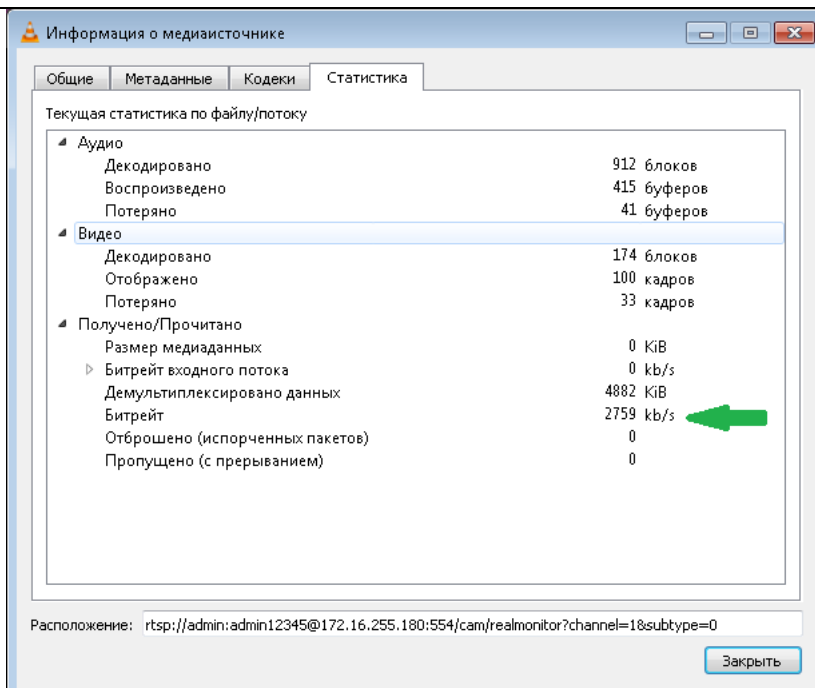 Информация о медиаисточнике
Общие Метаданные Кодеки Статистика
Текущая статистика по файлу/потоку
Аудио
Декодировано 912 блоков
Воспроизведено 415 буферов
Потеряно 41 буферов
Видео
Декодировано 174 блоков
Отображено 100 кадров
Потеряно 33 кадров
Получено/Прочитано
Размер медиаданных 0 KiB
Битрейт входного потока 0 kb/s
Демультиплексировано данных 4882 KiB
Битрейт 2759 kb/s
Отброшено (испорченных пакетов) 0
Пропущено (с прерыванием) 0
Расположение: rtsp://admin:admin12345@172.16.255.180:554/cam/realmonitor?channel=1&subtype=0
Закрыть